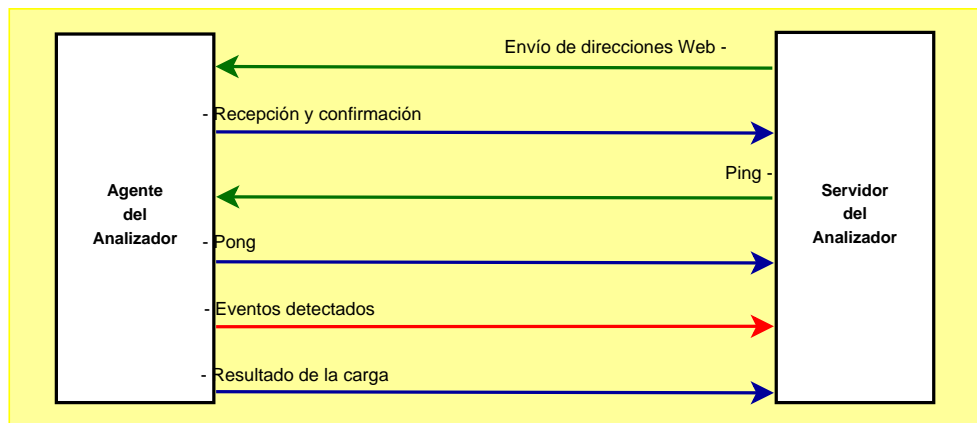 Envío de direcciones Web -
- Recepción y confirmación
Ping -
Agente
del
Analizador
Servidor
del
Analizador
- Pong
- Eventos detectados
- Resultado de la carga